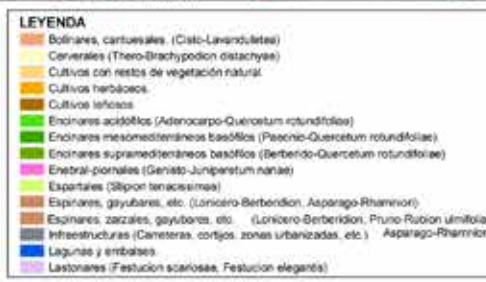 LEYENDA
Bolinares, cantuesales. (Cisto-Lavanduletea)
Cerverales (Thero-Brachypodion distachyae)
Cultivos con restos de vegetación natural
Cultivos herbáceos
Cultivos leñosos
Encinares acidófilos (Adenocarpo-Quercetum rotundifoliae)
Encinares mesomediterráneos basófilos (Paeonio-Quercetum rotundifoliae)
Encinares supramediterráneos basófilos (Berberido-Quercetum rotundifoliae)
Enebral-piornales (Genisto-Juniperetum nanae)
Espartales (Stipion tenacissimae)
Espinares, gayubares, etc. (Lonicero-Berberidion, Asparago-Rhamnion)
Espinares, zarzales, gayubares, etc. (Lonicero-Berberidion, Pruno-Rubion ulmifolia
Infraestructuras (Carreteras, cortijos, zonas urbanizadas, etc.) Asparago-Rhamnion
Lagunas y embalses
Lastonares (Festucion scariosae, Festucion elegantis)